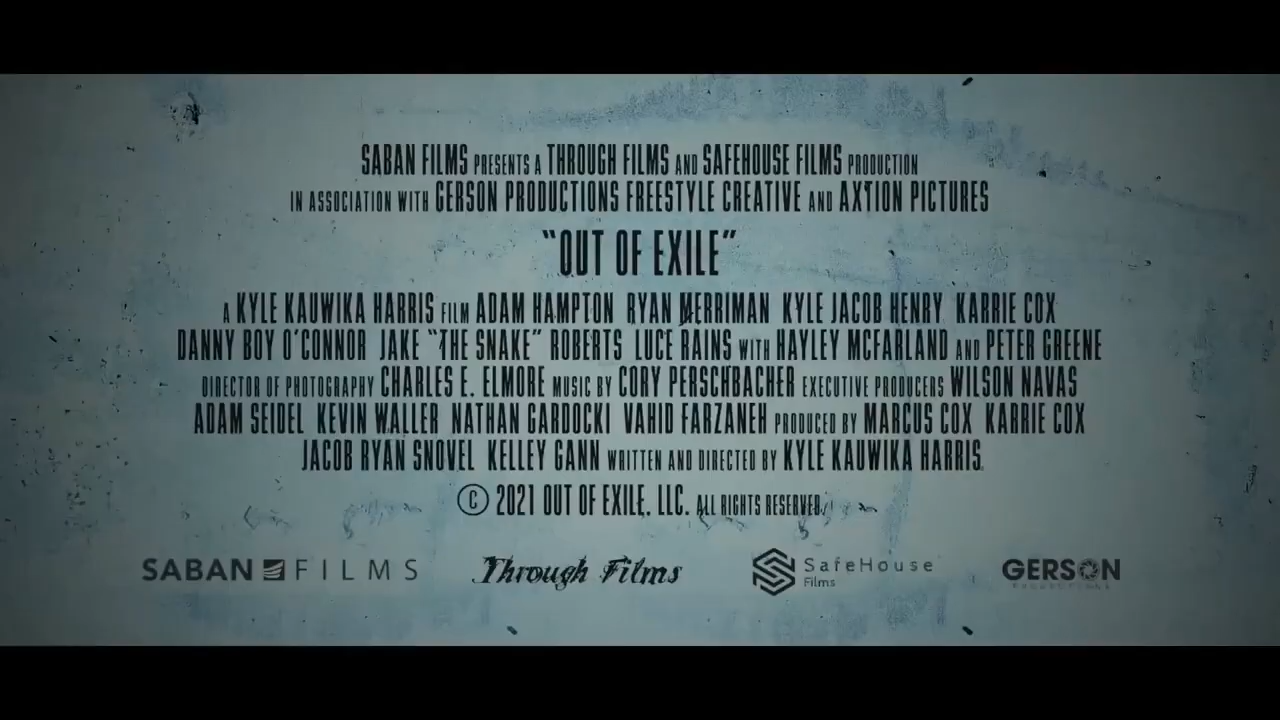 SABAN FILMS PRESENTS A THROUGH FILMS AND SAFEHOUSE FILMS PRODUCTION
IN ASSOCIATION WITH GERSON PRODUCTIONS FREESTYLE CREATIVE AND AXTION PICTURES
"OUT OF EXILE"
A KYLE KAUWIKA HARRIS FILM ADAM HAMPTON RYAN MERRIMAN KYLE JACOB HENRY KARRIE COX
DANNY BOY O'CONNOR JAKE "THE SNAKE" ROBERTS LUCE RAINS WITH HAYLEY MCFARLAND AND PETER GREENE
DIRECTOR OF PHOTOGRAPHY CHARLES E. ELMORE MUSIC BY CORY PERSCHBACHER EXECUTIVE PRODUCERS WILSON NAVAS
ADAM SEIDEL KEVIN WALLER NATHAN GARDOCKI VAHID FARZANEH PRODUCED BY MARCUS COX KARRIE COX
JACOB RYAN SNOVEL KELLEY GANN WRITTEN AND DIRECTED BY KYLE KAUWIKA HARRIS
© 2021 OUT OF EXILE, LLC. ALL RIGHTS RESERVED.
SABAN FILMS
Through Films
SafeHouse
Films
GERSON
PRODUCTIONS